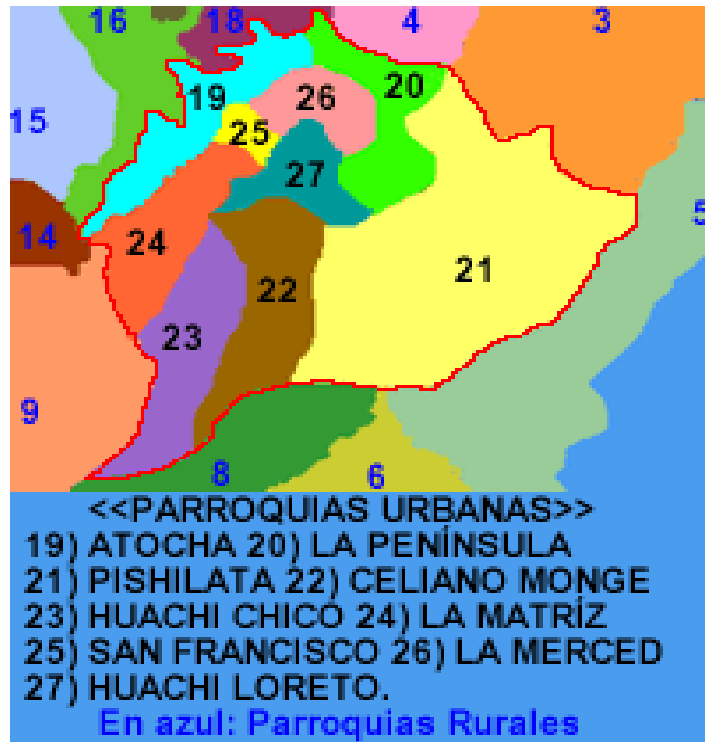 16 18 4 3
19 26 20
15 25
27
14 24 5
21
22
23
9
8 6
<<PARROQUIAS URBANAS>>
19) ATOCHA 20) LA PENÍNSULA
21) PISHILATA 22) CELIANO MONGE
23) HUACHI CHICO 24) LA MATRÍZ
25) SAN FRANCISCO 26) LA MERCED
27) HUACHI LORETO.
En azul: Parroquias Rurales